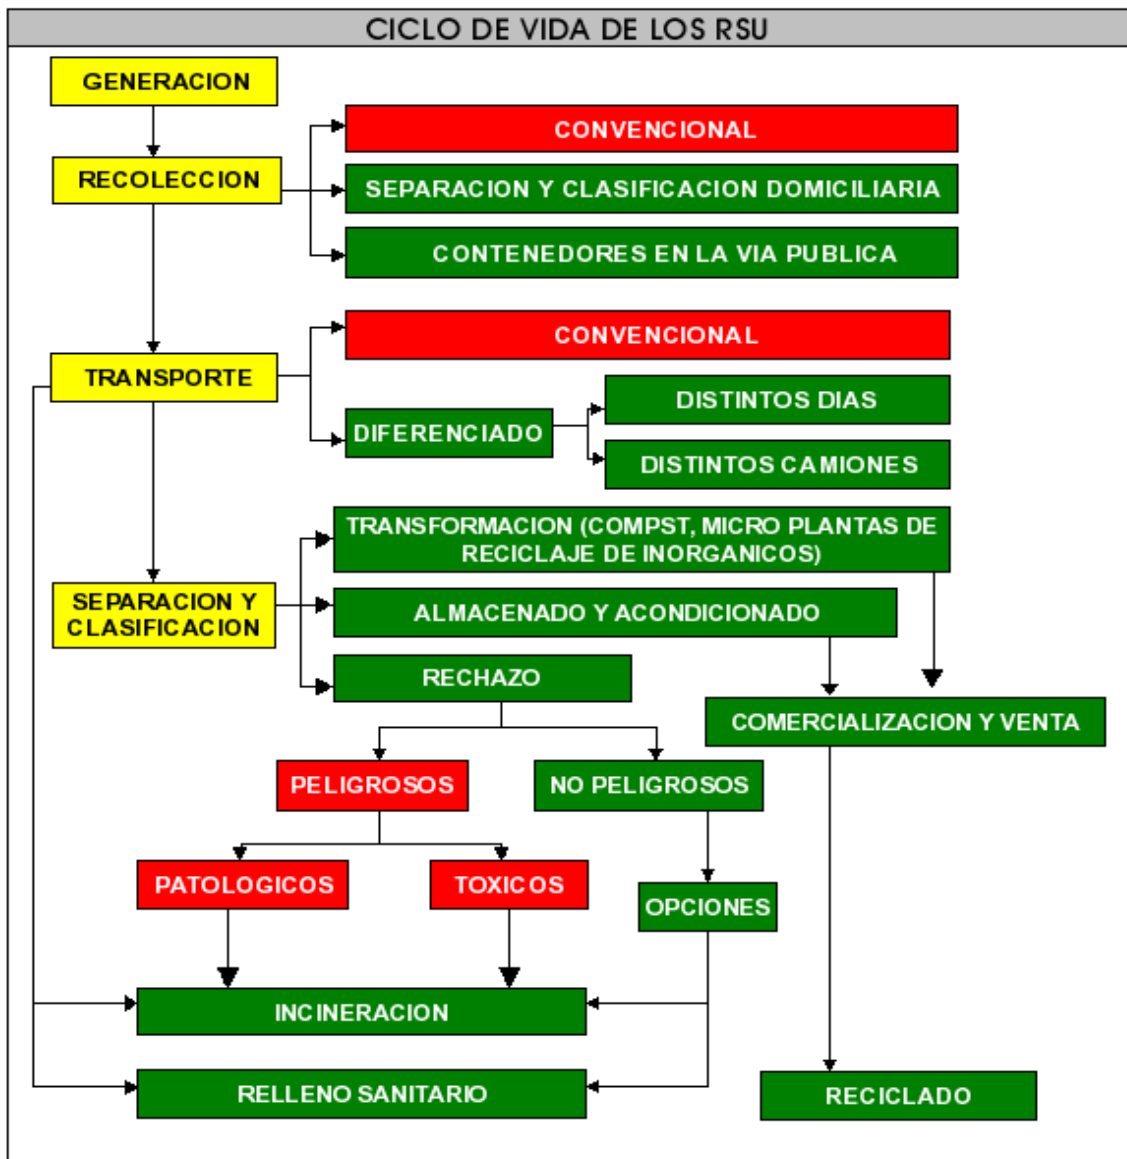 CICLO DE VIDA DE LOS RSU
GENERACION
CONVENCIONAL
RECOLECCION
SEPARACION Y CLASIFICACION DOMICILIARIA
CONTENEDORES EN LA VIA PUBLICA
CONVENCIONAL
TRANSPORTE
DISTINTOS DIAS
DIFERENCIADO
DISTINTOS CAMIONES
TRANSFORMACION (COMPST, MICRO PLANTAS DE
RECICLAJE DE INORGANICOS)
SEPARACION Y
CLASIFICACION
ALMACENADO Y ACONDICIONADO
RECHAZO
COMERCIALIZACION Y VENTA
PELIGROSOS
NO PELIGROSOS
PATOLOGICOS
TOXICOS
OPCIONES
INCINERACION
RELLENO SANITARIO
RECICLADO